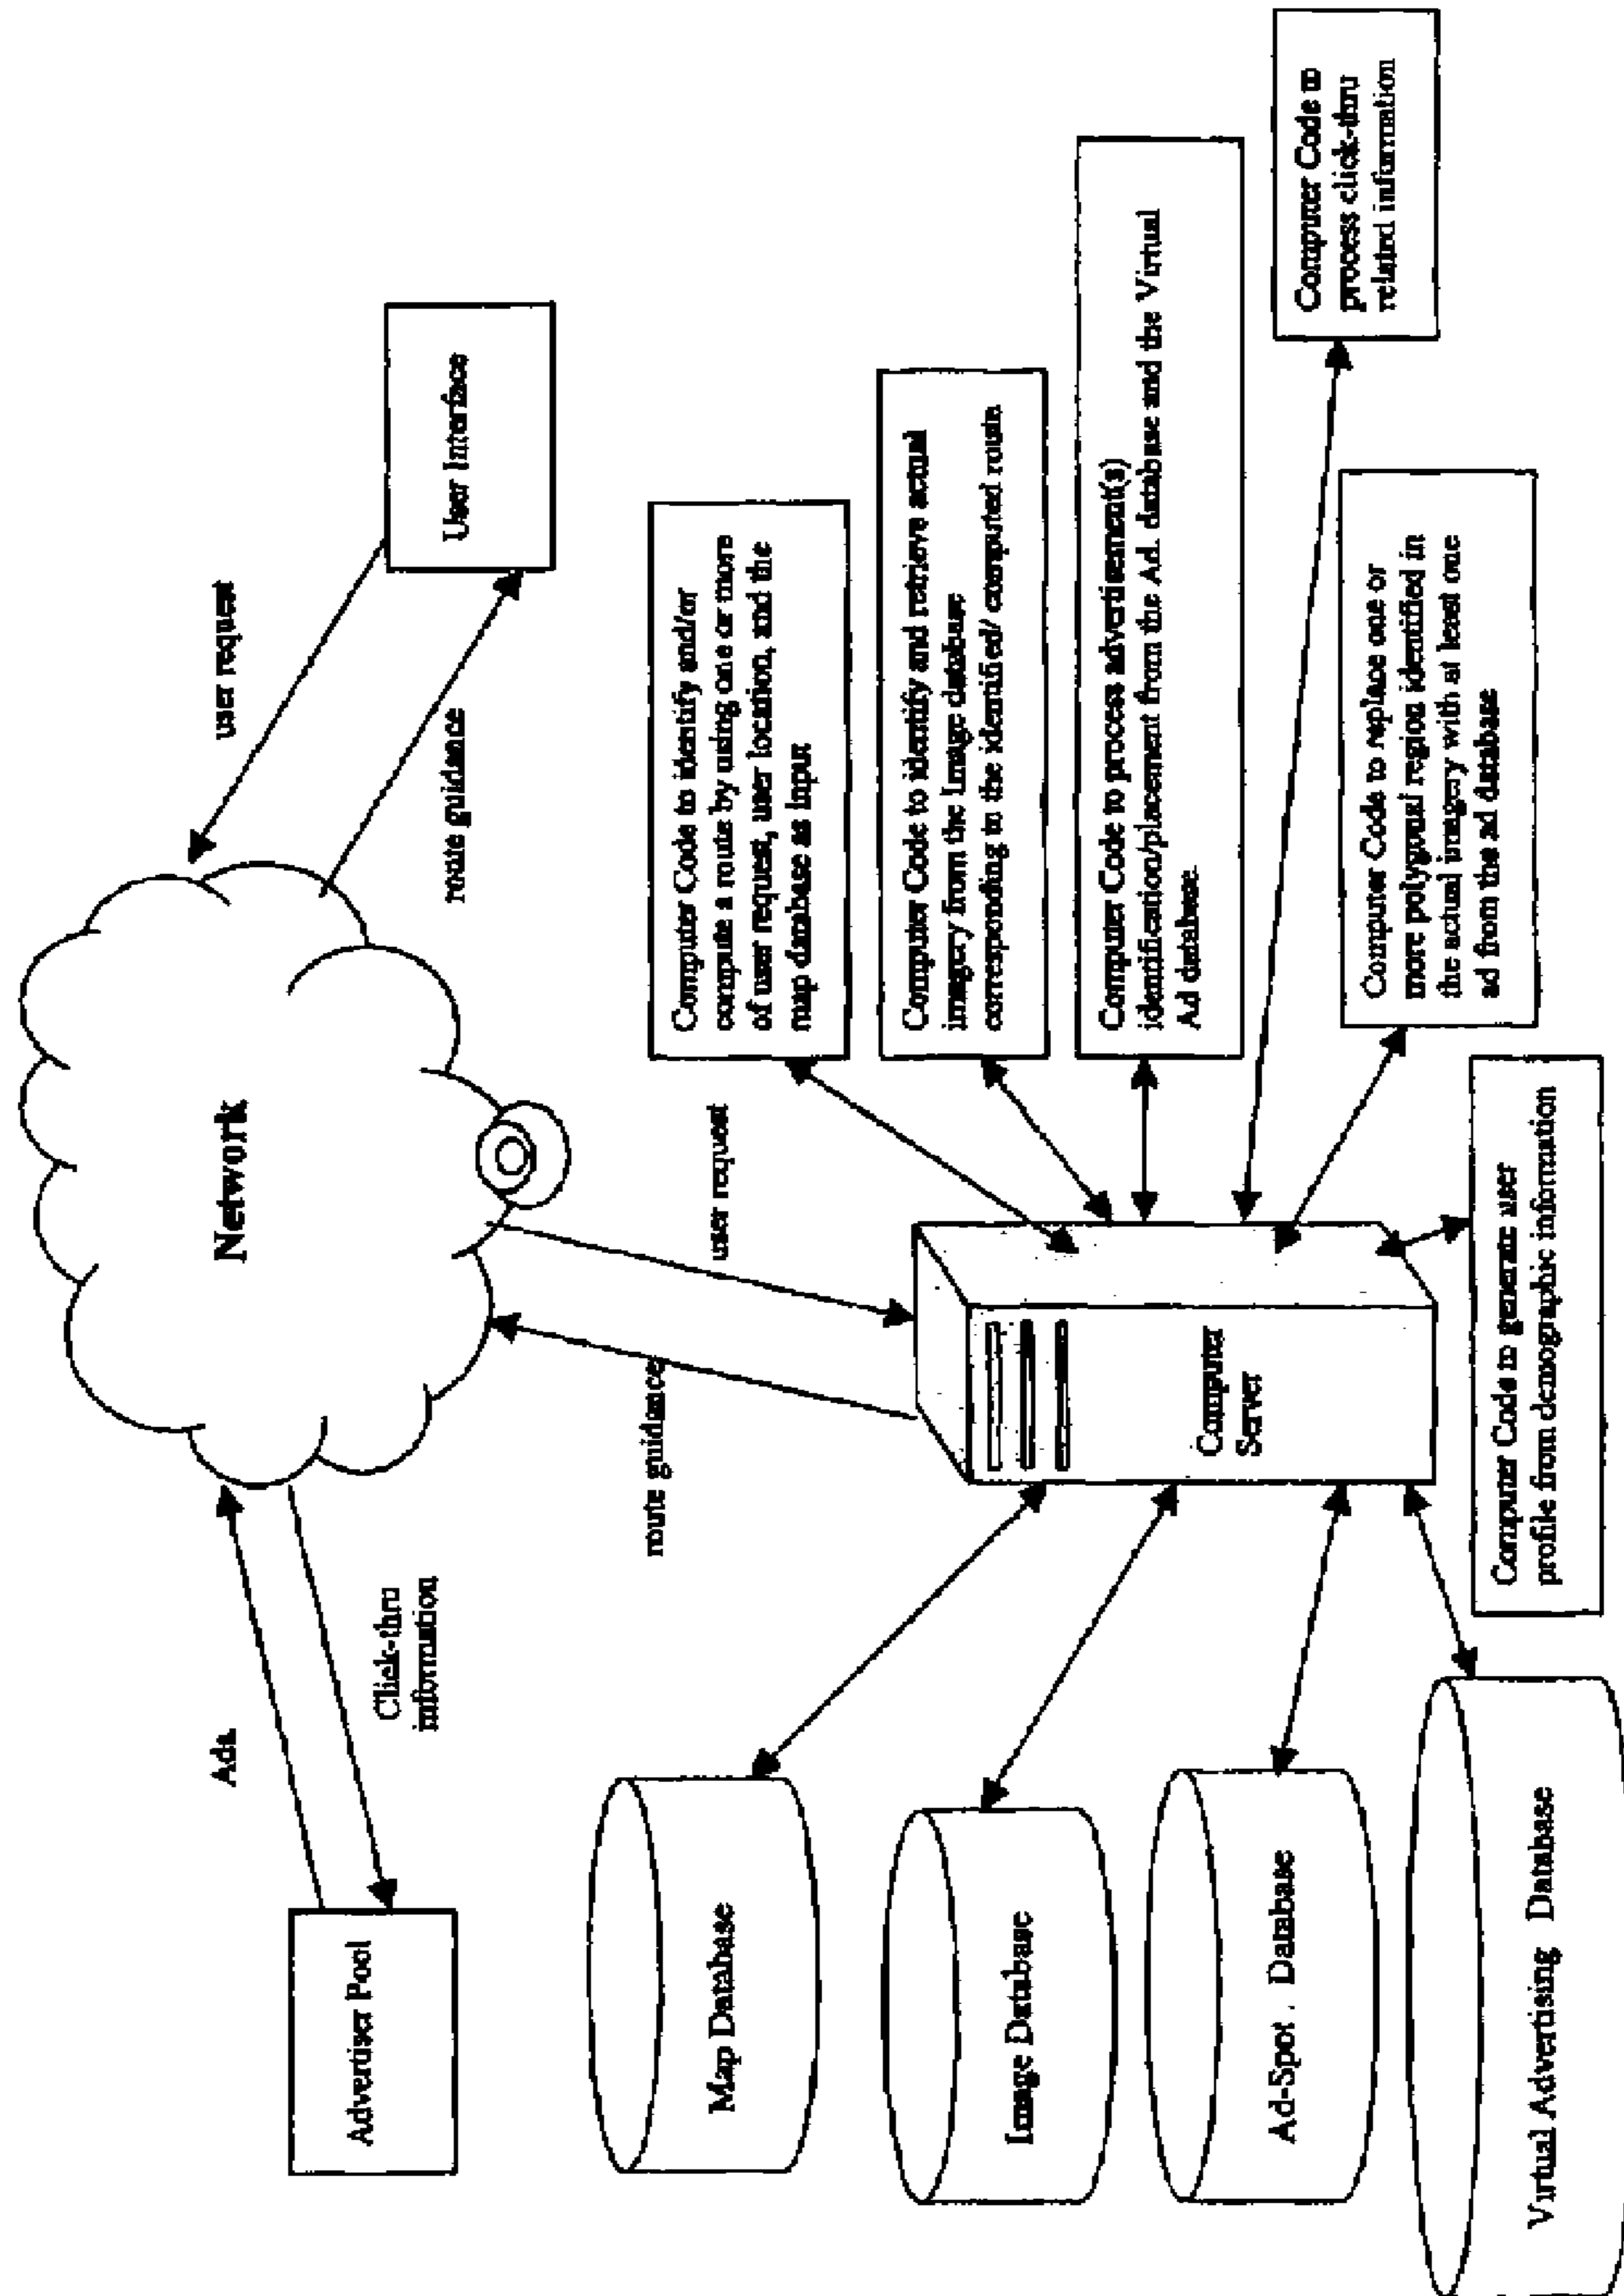 Ads
Advertiser Pool
Click-thru
information
Network
user request
User Interface
route guidance
route guidance
user request
Map Database
Image Database
Ad-Spot . Database
Virtual Advertising Database
Computer
Server
Computer Code to identify and/or
compute a route by using one or more
of user request, user location, and the
map database as input
Computer Code to identify and retrieve actual
imagery from the Image database
corresponding to the identified/ computed route
Computer Code to process advertisement(s)
identification/placement from the Ad. database and the Virtual
Ad database.
Computer Code to
process click-thru
related information
Computer Code to replace one or
more polygonal region identified in
the actual imagery with at least one
ad from the ad database
Computer Code to generate user
profile from demographic information